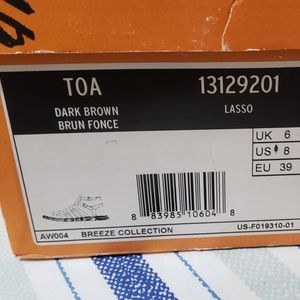 TOA 13129201
DARK BROWN LASSO
BRUN FONCE
UK 6
US 8
EU 39
8 83985 10604 8
AW004 BREEZE COLLECTION US-F019310-01